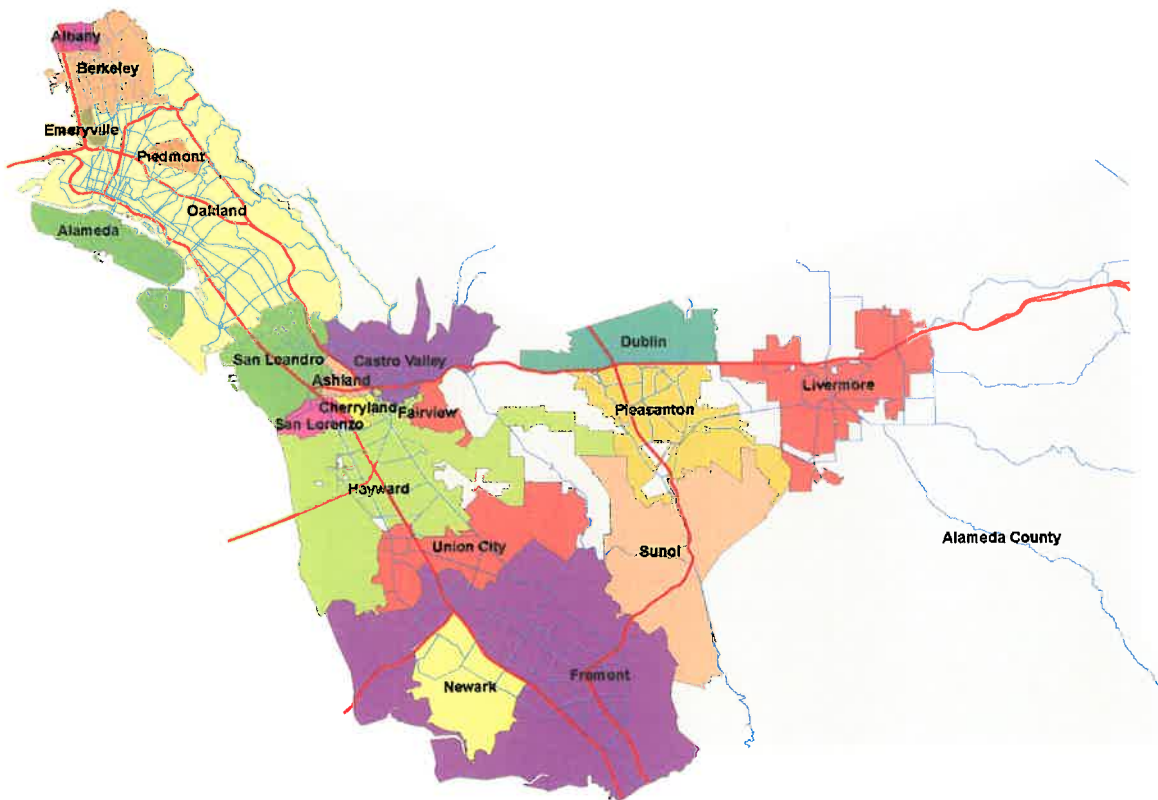 Albany
Berkeley
Emeryville
Piedmont
Oakland
Alameda
San Leandro
Castro Valley
Dublin
Ashland
Livermore
Cherryland
Fairview
Pleasanton
San Lorenzo
Hayward
Union City
Sunol
Alameda County
Fremont
Newark